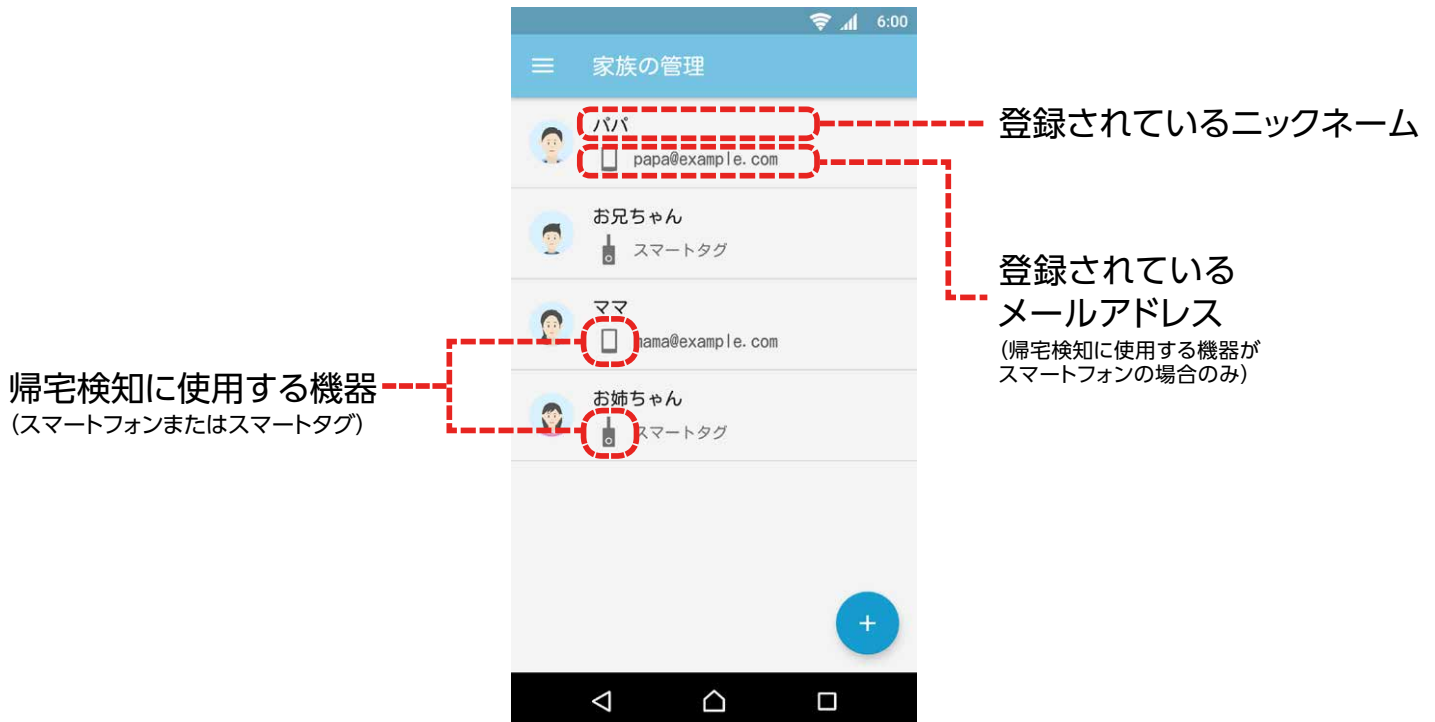 6:00
家族の管理
パパ
papa@example.com
お兄ちゃん
スマートタグ
ママ
mama@example.com
お姉ちゃん
スマートタグ
+
登録されているニックネーム
登録されている
メールアドレス
(帰宅検知に使用する機器が
スマートフォンの場合のみ)
帰宅検知に使用する機器
(スマートフォンまたはスマートタグ)